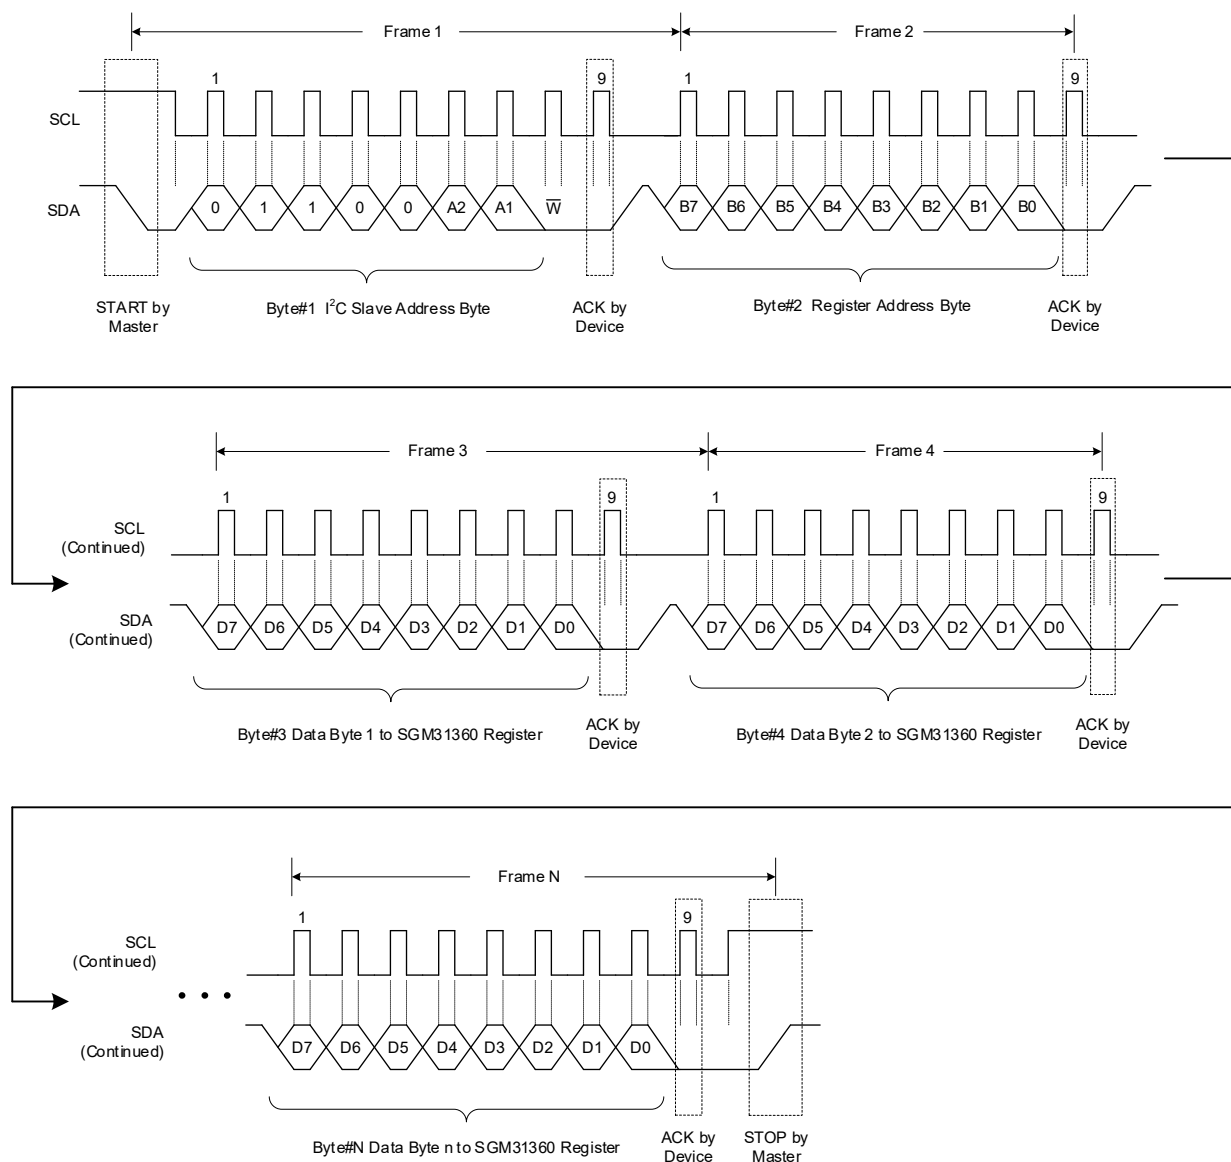 Frame 1 Frame 2
1 9 1 9
SCL
SDA 0 1 1 0 0 A2 A1 W̅ B7 B6 B5 B4 B3 B2 B1 B0
START by
Master
Byte#1 I²C Slave Address Byte
ACK by
Device
Byte#2 Register Address Byte
ACK by
Device
Frame 3 Frame 4
1 9 1 9
SCL
(Continued)
SDA
(Continued)
D7 D6 D5 D4 D3 D2 D1 D0 D7 D6 D5 D4 D3 D2 D1 D0
Byte#3 Data Byte 1 to SGM31360 Register
ACK by
Device
Byte#4 Data Byte 2 to SGM31360 Register
ACK by
Device
Frame N
1 9
SCL
(Continued)
• • •
SDA
(Continued)
D7 D6 D5 D4 D3 D2 D1 D0
Byte#N Data Byte n to SGM31360 Register
ACK by
Device
STOP by
Master